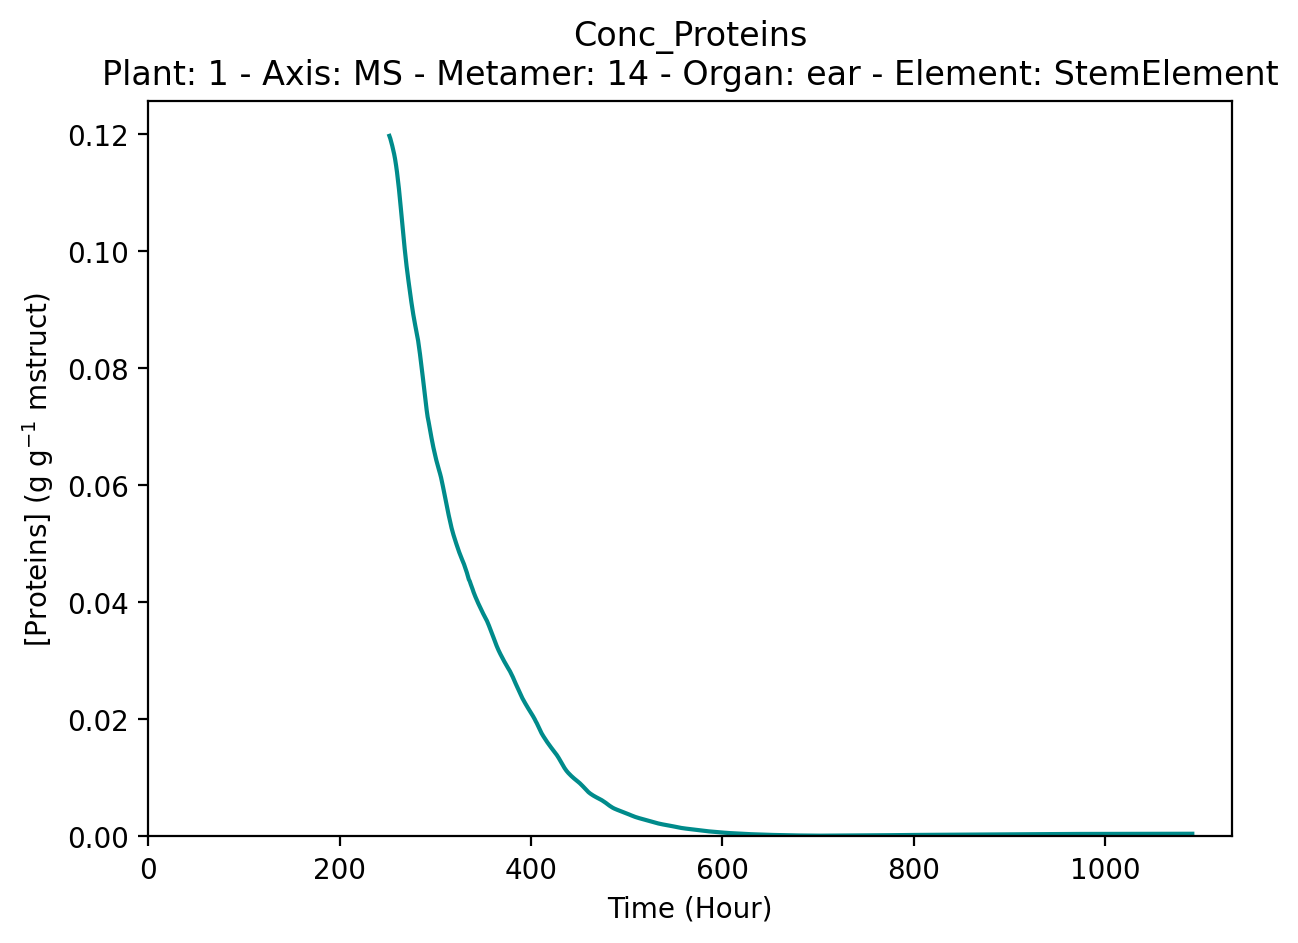 Conc_Proteins
Plant: 1 - Axis: MS - Metamer: 14 - Organ: ear - Element: StemElement
0.12
0.10
0.08
0.06
0.04
0.02
0.00
[Proteins] (g g⁻¹ mstruct)
0 200 400 600 800 1000
Time (Hour)